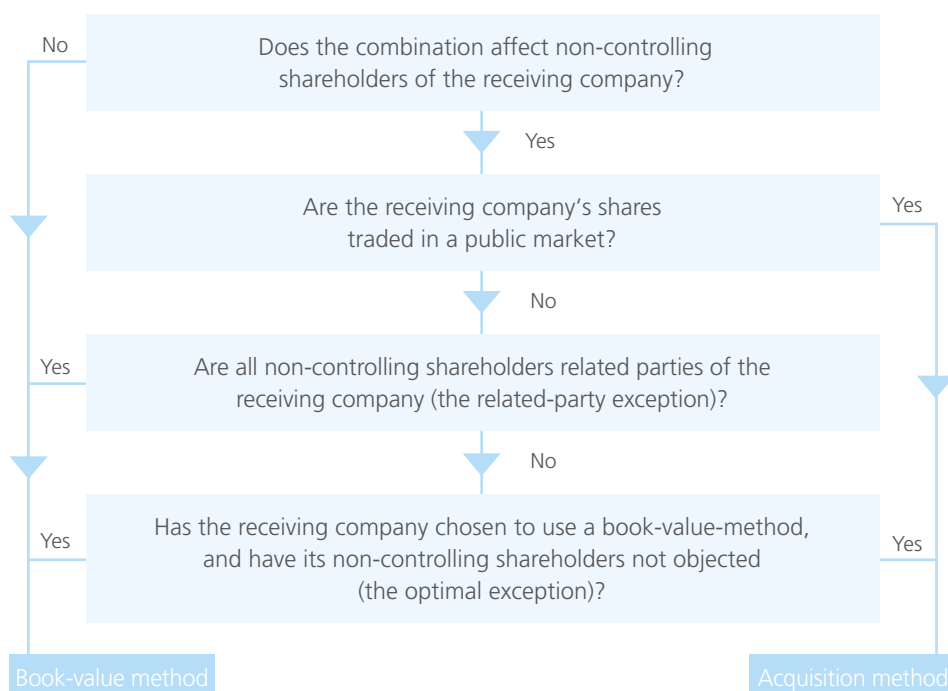 No
Does the combination affect non-controlling
shareholders of the receiving company?
Yes
Are the receiving company's shares
traded in a public market?
Yes
No
Yes
Are all non-controlling shareholders related parties of the
receiving company (the related-party exception)?
No
Yes
Has the receiving company chosen to use a book-value-method,
and have its non-controlling shareholders not objected
(the optimal exception)?
Yes
Book-value method
Acquisition method